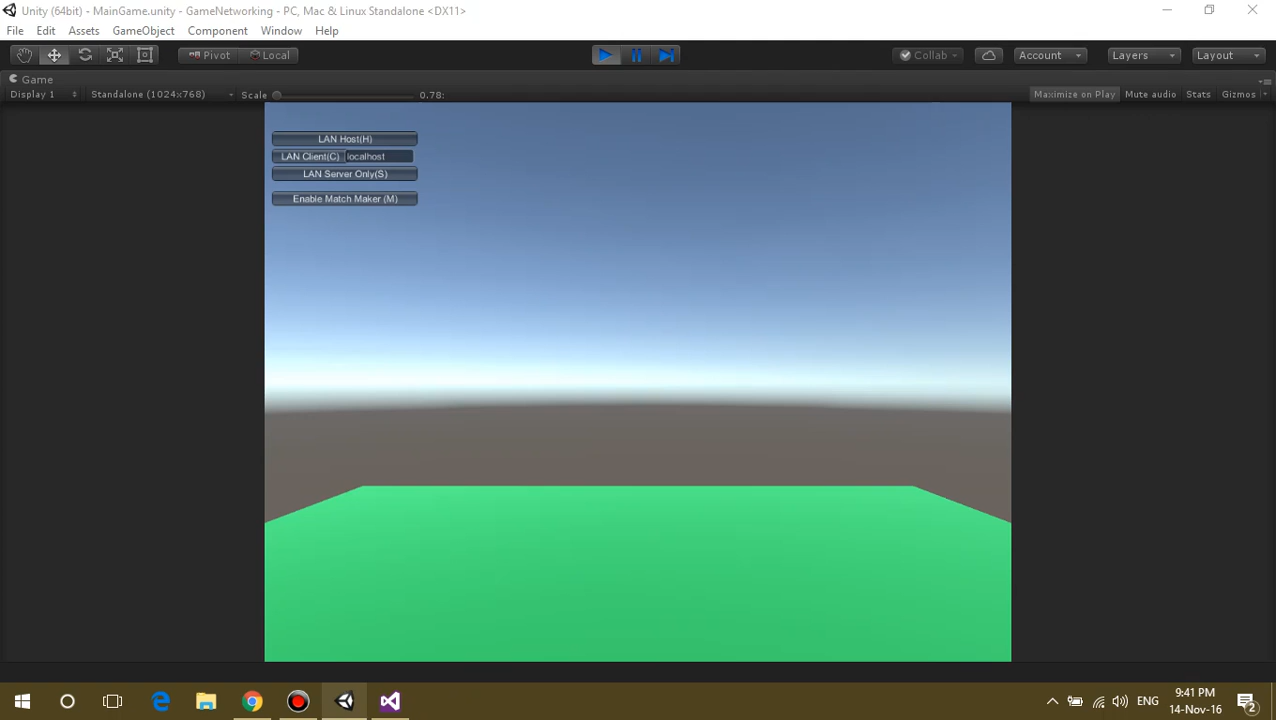 Unity (64bit) - MainGame.unity - GameNetworking - PC, Mac & Linux Standalone <DX11>
File Edit Assets GameObject Component Window Help
Pivot Local Collab Account Layers Layout
Game
Display 1 Standalone (1024x768) Scale 0.78: Maximize on Play Mute audio Stats Gizmos
LAN Host(H)
LAN Client(C) localhost
LAN Server Only(S)
Enable Match Maker (M)
ENG 9:41 PM
14-Nov-16 2